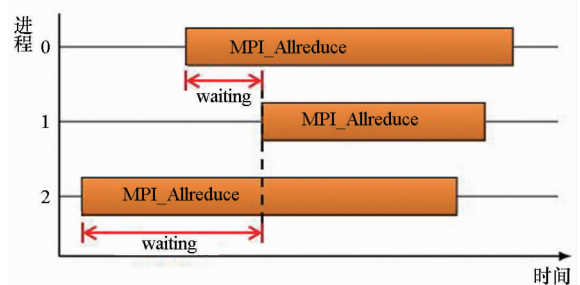 进程
0
MPI_Allreduce
waiting
1
MPI_Allreduce
2
MPI_Allreduce
waiting
时间